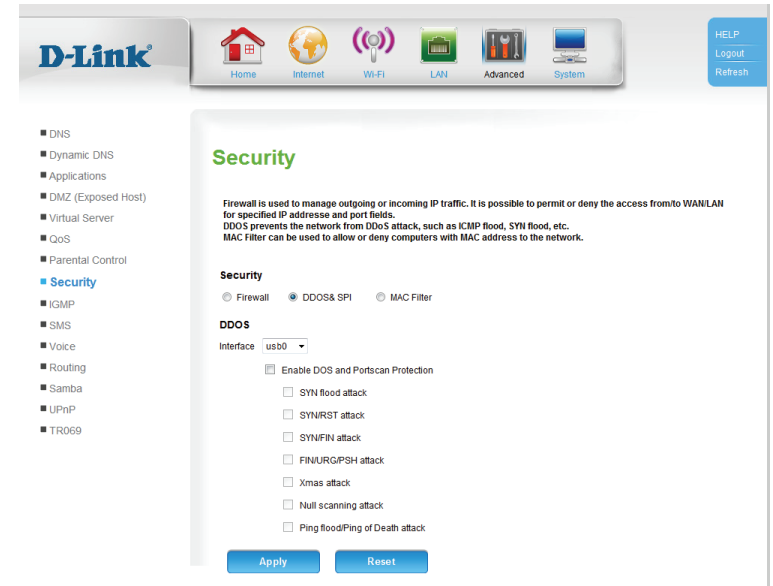 D-Link®
Home Internet Wi-Fi LAN Advanced System
HELP
Logout
Refresh
DNS
Dynamic DNS
Applications
DMZ (Exposed Host)
Virtual Server
QoS
Parental Control
Security
IGMP
SMS
Voice
Routing
Samba
UPnP
TR069
Security
Firewall is used to manage outgoing or incoming IP traffic. It is possible to permit or deny the access from/to WAN/LAN
for specified IP addresse and port fields.
DDOS prevents the network from DDoS attack, such as ICMP flood, SYN flood, etc.
MAC Filter can be used to allow or deny computers with MAC address to the network.
Security
Firewall DDOS& SPI MAC Filter
DDOS
Interface usb0
Enable DOS and Portscan Protection
SYN flood attack
SYN/RST attack
SYN/FIN attack
FIN/URG/PSH attack
Xmas attack
Null scanning attack
Ping flood/Ping of Death attack
Apply Reset